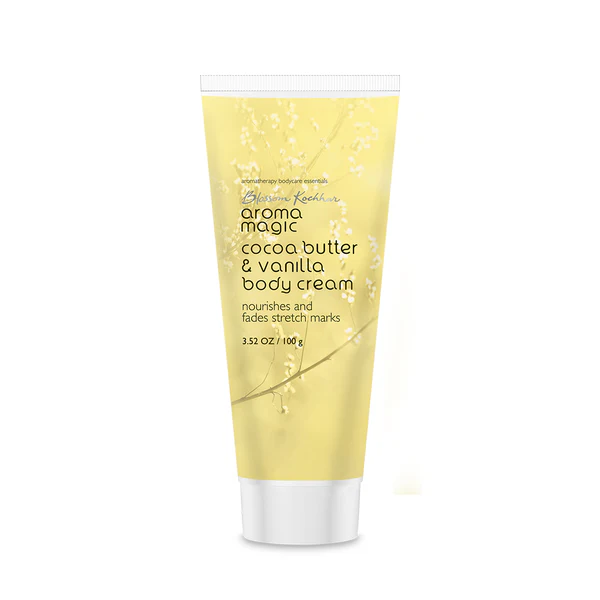 aromatherapy bodycare essentials
Blossom Kochhar
aroma
magic
cocoa butter
& vanilla
body cream
nourishes and
fades stretch marks
3.52 OZ / 100 g